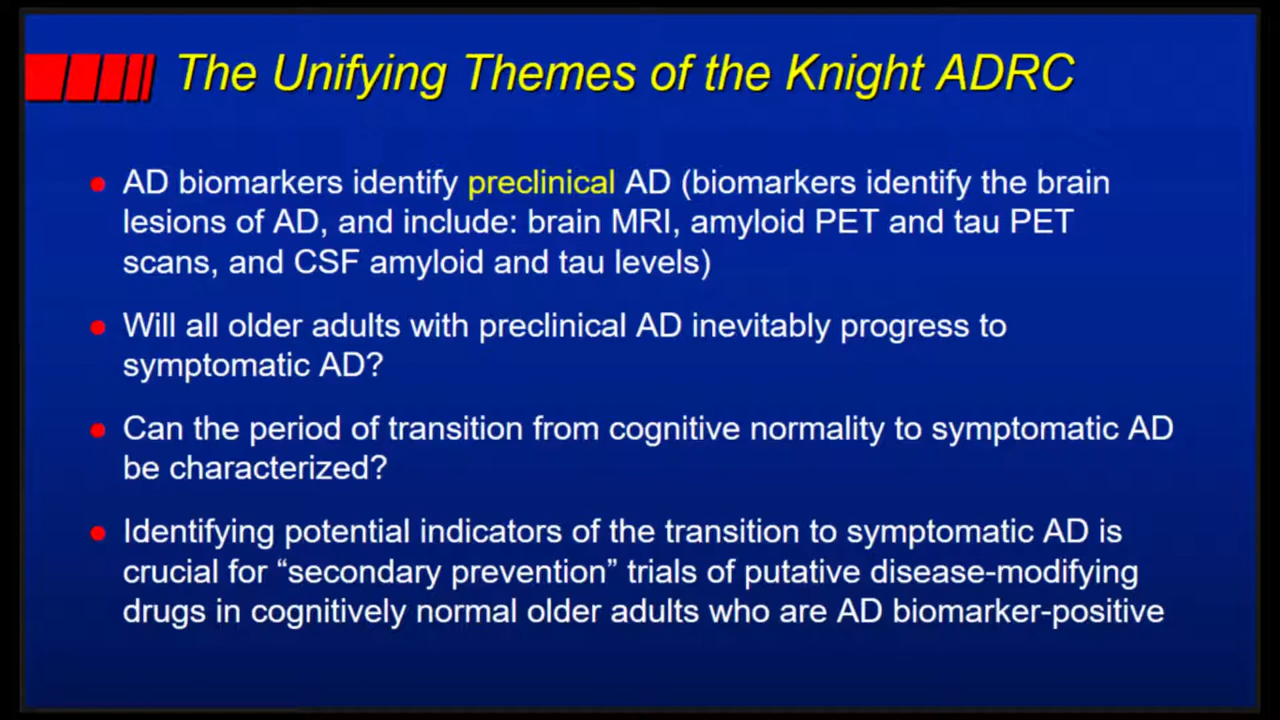 The Unifying Themes of the Knight ADRC
● AD biomarkers identify preclinical AD (biomarkers identify the brain
lesions of AD, and include: brain MRI, amyloid PET and tau PET
scans, and CSF amyloid and tau levels)
● Will all older adults with preclinical AD inevitably progress to
symptomatic AD?
● Can the period of transition from cognitive normality to symptomatic AD
be characterized?
● Identifying potential indicators of the transition to symptomatic AD is
crucial for “secondary prevention” trials of putative disease-modifying
drugs in cognitively normal older adults who are AD biomarker-positive